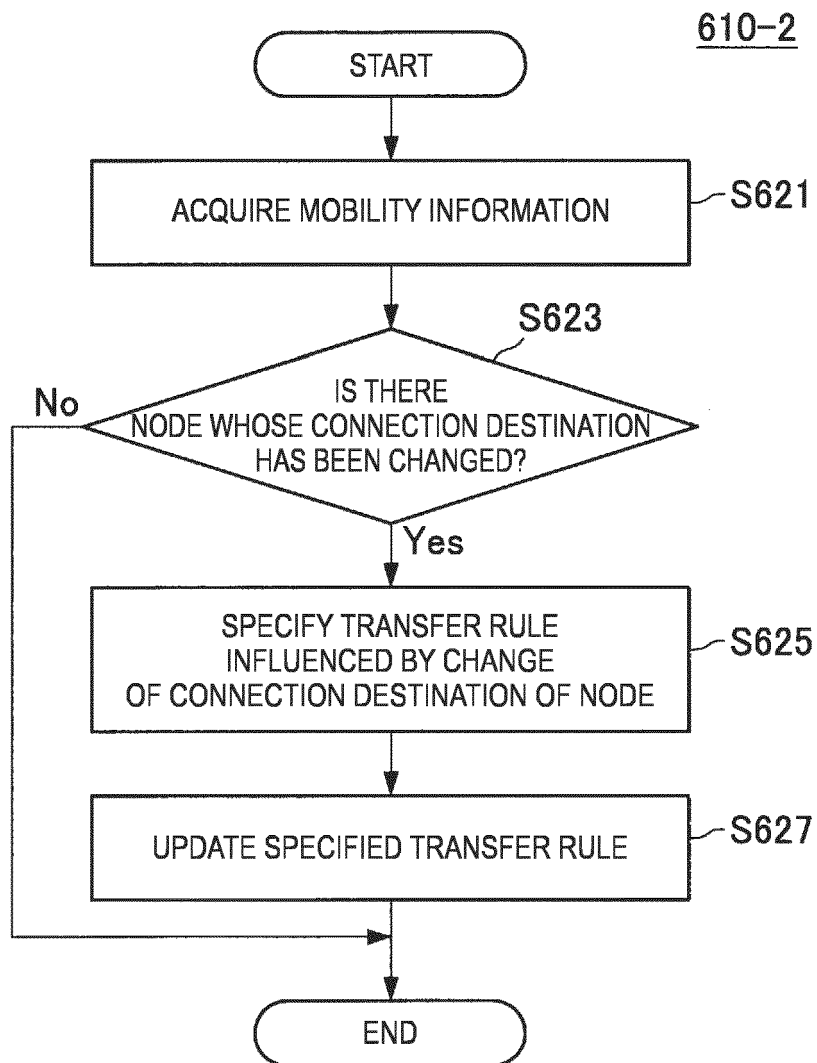 610-2
START
ACQUIRE MOBILITY INFORMATION
S621
S623
IS THERE
NODE WHOSE CONNECTION DESTINATION
HAS BEEN CHANGED?
No
Yes
SPECIFY TRANSFER RULE
INFLUENCED BY CHANGE
OF CONNECTION DESTINATION OF NODE
S625
UPDATE SPECIFIED TRANSFER RULE
S627
END